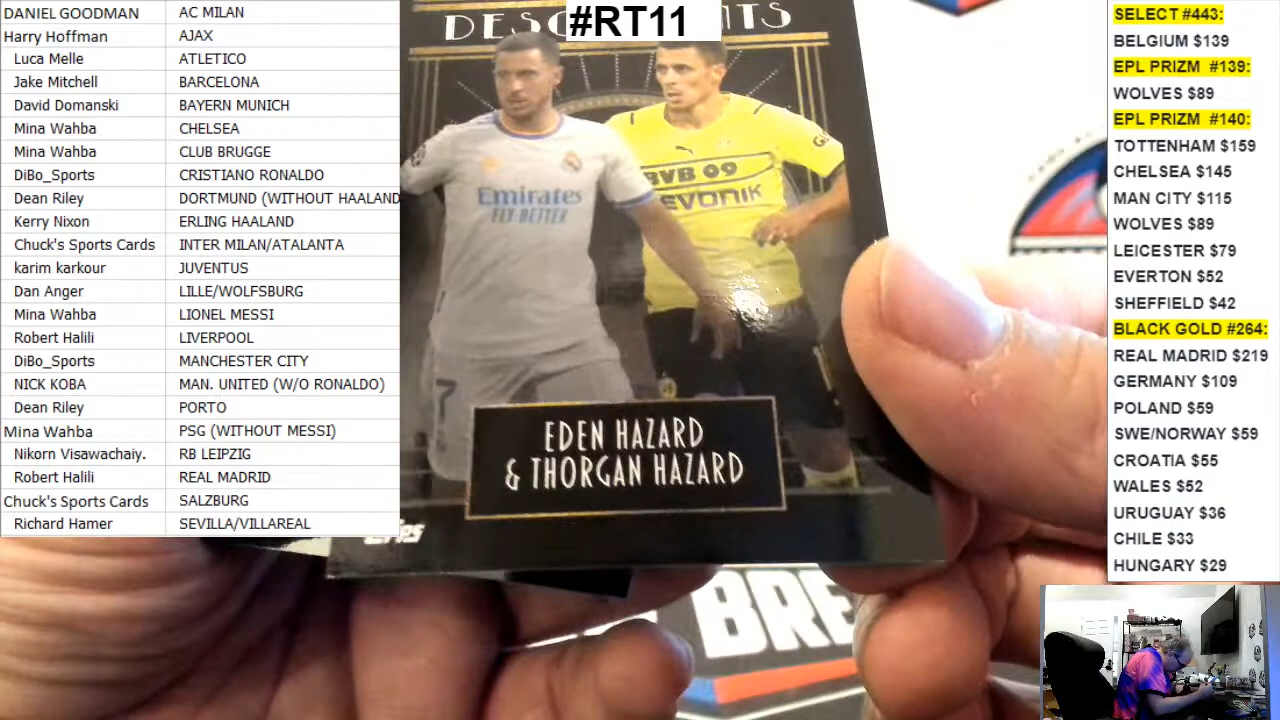 DANIEL GOODMAN AC MILAN
Harry Hoffman AJAX
Luca Melle ATLETICO
Jake Mitchell BARCELONA
David Domanski BAYERN MUNICH
Mina Wahba CHELSEA
Mina Wahba CLUB BRUGGE
DiBo_Sports CRISTIANO RONALDO
Dean Riley DORTMUND (WITHOUT HAALAND
Kerry Nixon ERLING HAALAND
Chuck's Sports Cards INTER MILAN/ATALANTA
karim karkour JUVENTUS
Dan Anger LILLE/WOLFSBURG
Mina Wahba LIONEL MESSI
Robert Halili LIVERPOOL
DiBo_Sports MANCHESTER CITY
NICK KOBA MAN. UNITED (W/O RONALDO)
Dean Riley PORTO
Mina Wahba PSG (WITHOUT MESSI)
Nikorn Visawachaiy. RB LEIPZIG
Robert Halili REAL MADRID
Chuck's Sports Cards SALZBURG
Richard Hamer SEVILLA/VILLAREAL
#RT11
Emirates
FLY BETTER
BVB 09
EVONIK
7
EDEN HAZARD
& THORGAN HAZARD
BRE
SELECT #443:
BELGIUM $139
EPL PRIZM #139:
WOLVES $89
EPL PRIZM #140:
TOTTENHAM $159
CHELSEA $145
MAN CITY $115
WOLVES $89
LEICESTER $79
EVERTON $52
SHEFFIELD $42
BLACK GOLD #264:
REAL MADRID $219
GERMANY $109
POLAND $59
SWE/NORWAY $59
CROATIA $55
WALES $52
URUGUAY $36
CHILE $33
HUNGARY $29